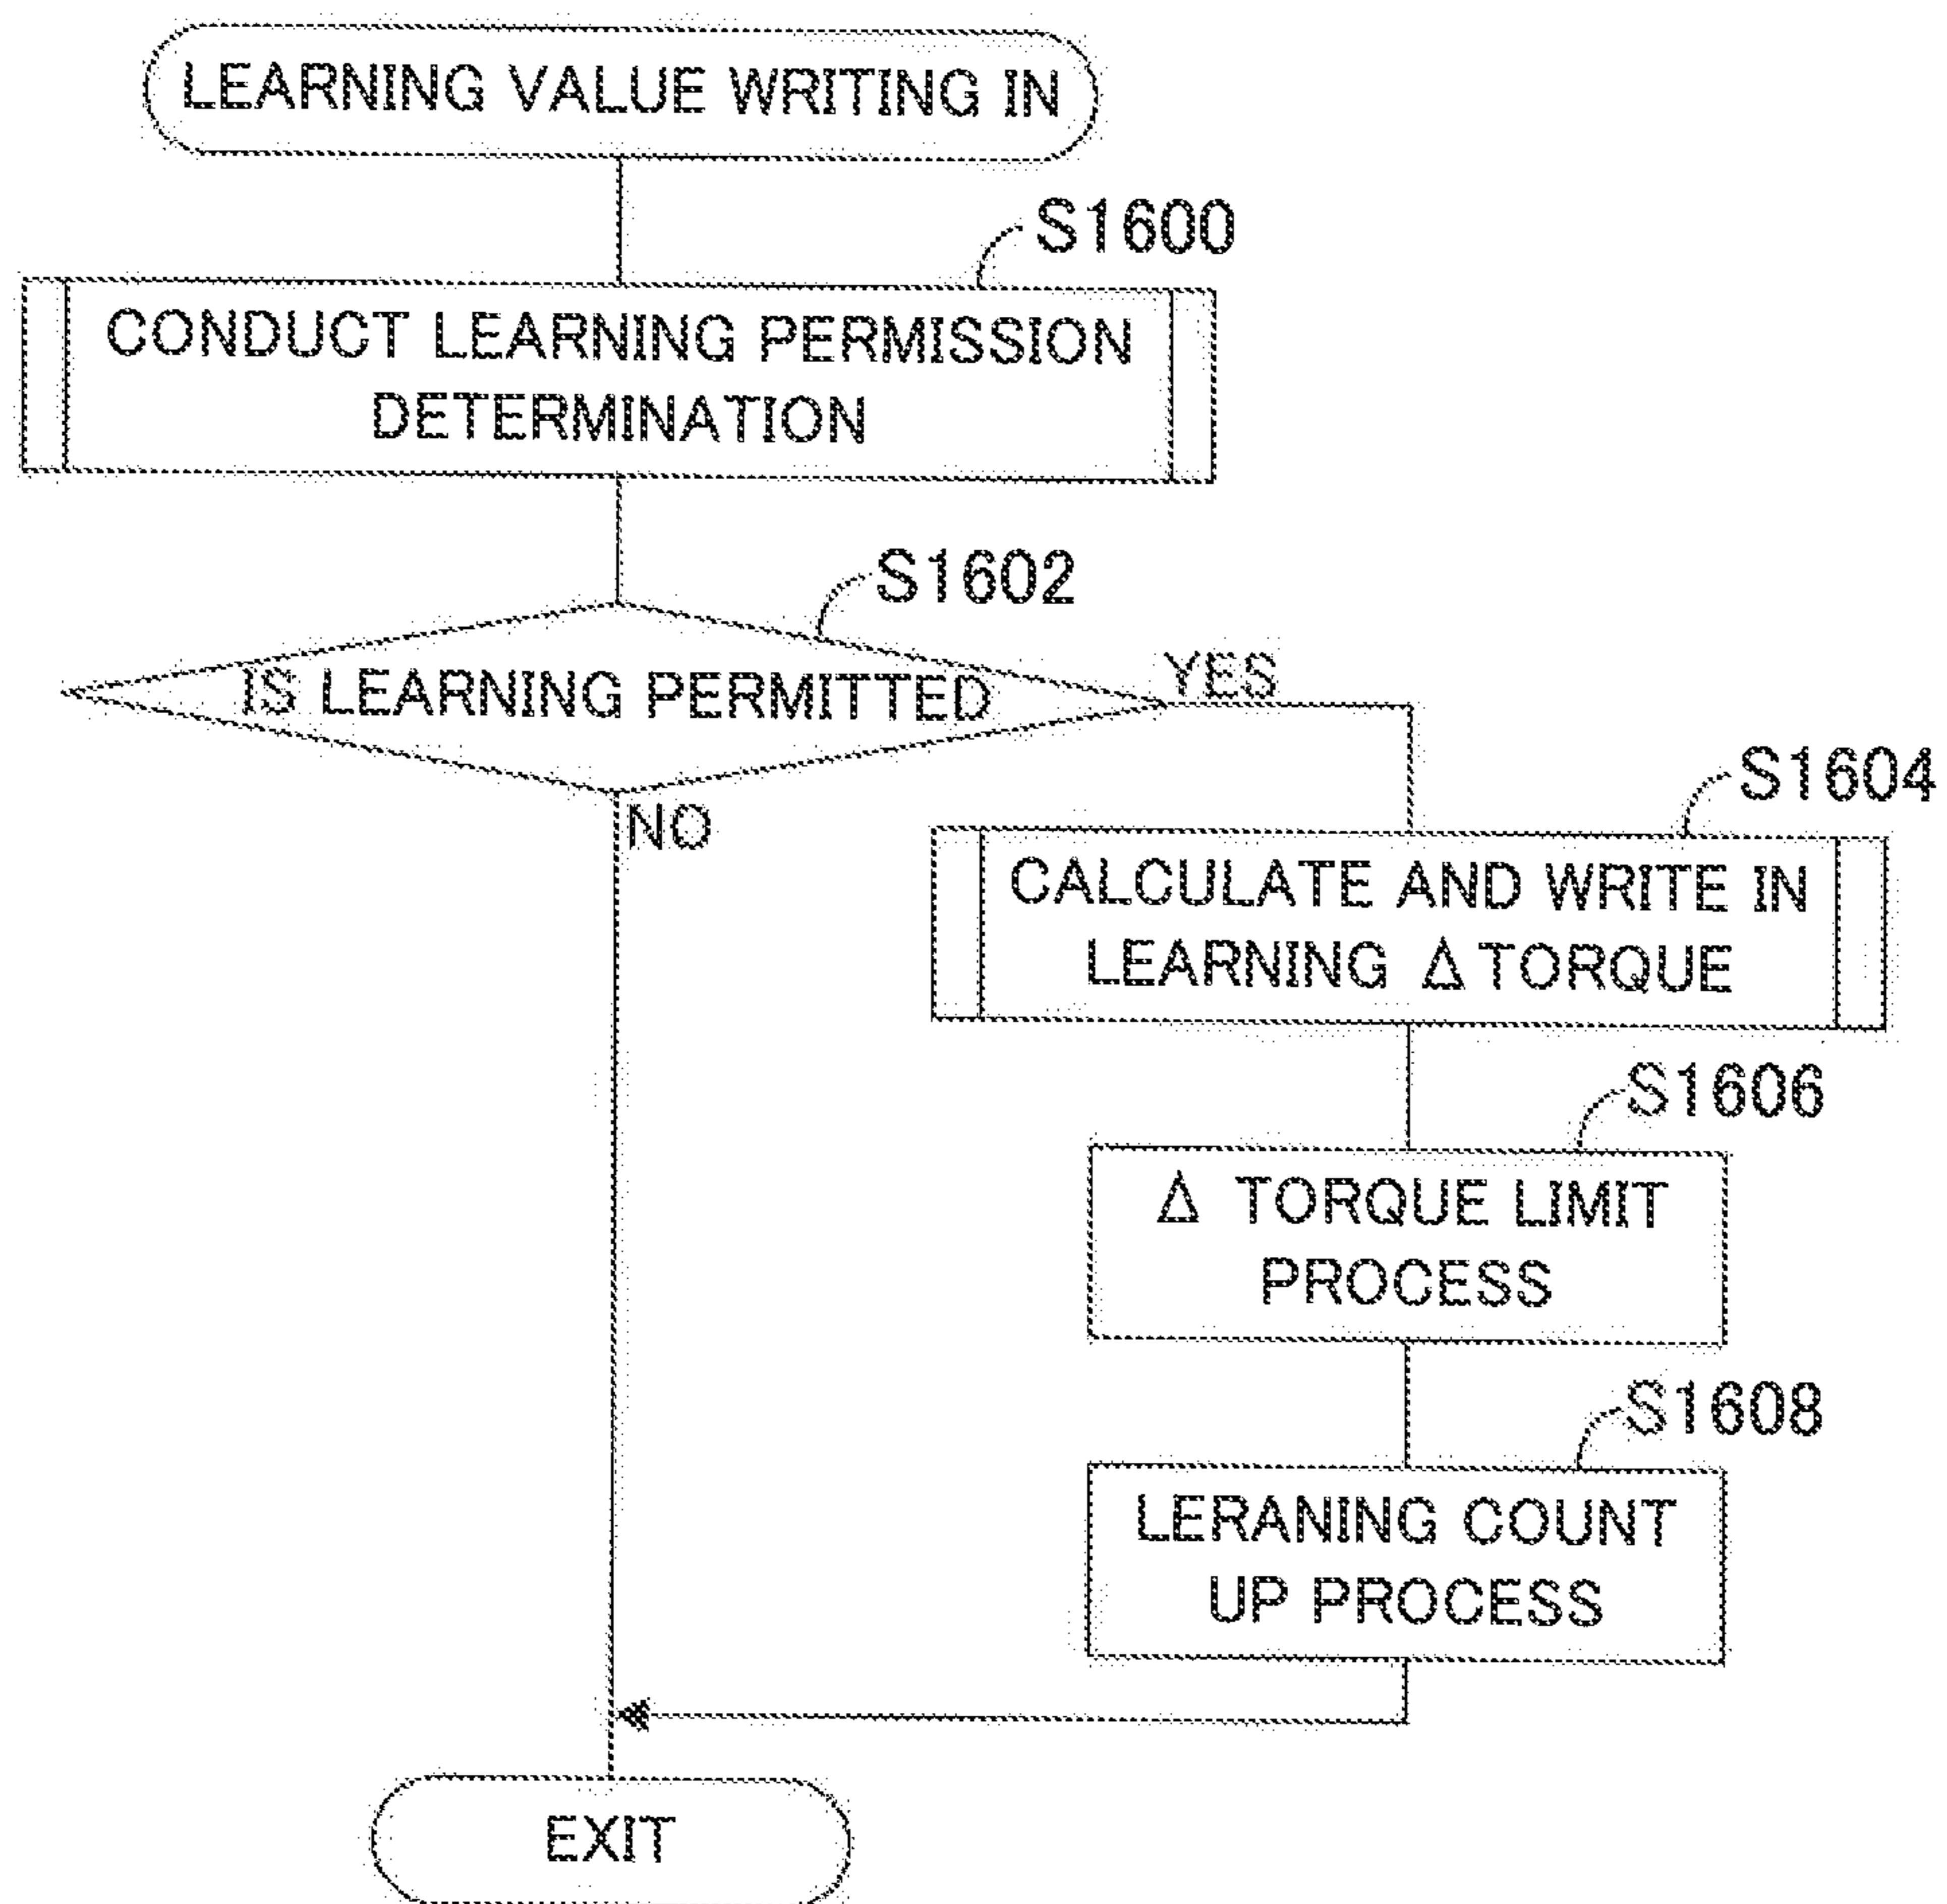 LEARNING VALUE WRITING IN
S1600
CONDUCT LEARNING PERMISSION
DETERMINATION
S1602
IS LEARNING PERMITTED
YES
NO
S1604
CALCULATE AND WRITE IN
LEARNING Δ TORQUE
S1606
Δ TORQUE LIMIT
PROCESS
S1608
LERANING COUNT
UP PROCESS
EXIT